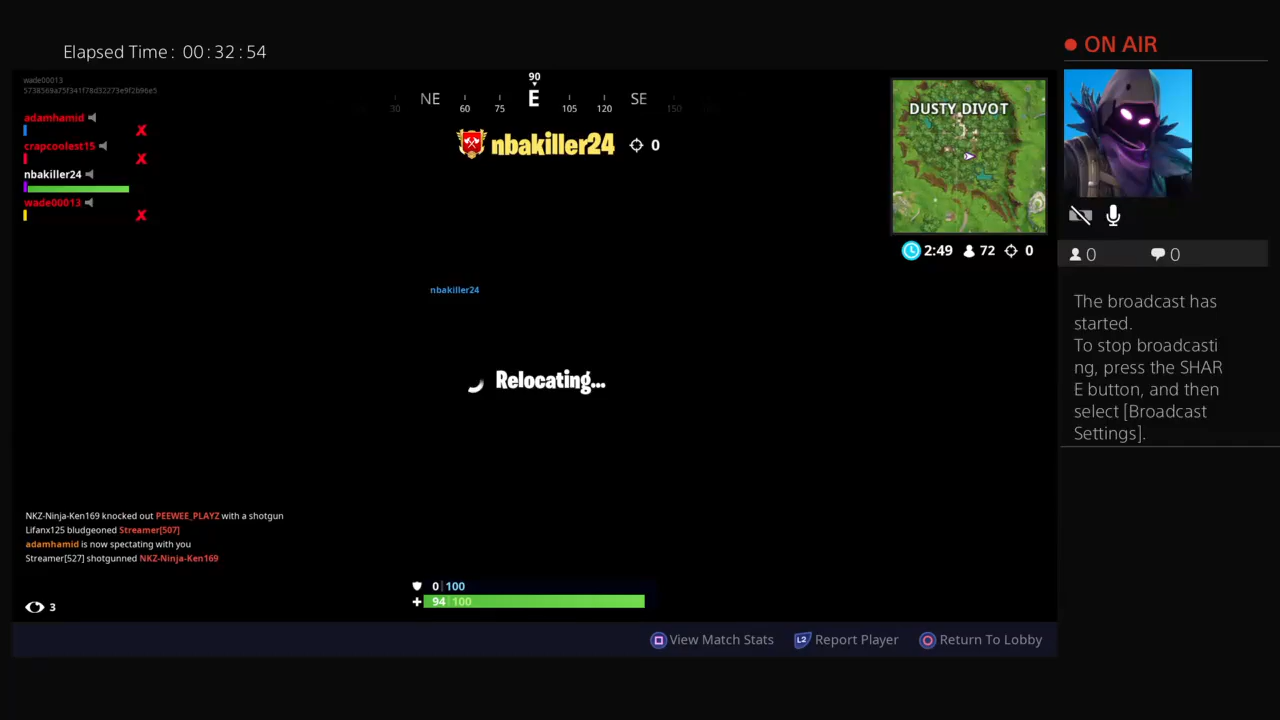 Elapsed Time: 00:32:54
ON AIR
wade00013
5738569a75f341f78d32273e9f2b96e5
adamhamid
X
crapcoolest15
X
nbakiller24
wade00013
X
90
30 NE 60 75 E 105 120 SE 150
nbakiller24 0
DUSTY DIVOT
2:49 72 0
0 0
nbakiller24
Relocating...
The broadcast has
started.
To stop broadcasti
ng, press the SHAR
E button, and then
select [Broadcast
Settings].
NKZ-Ninja-Ken169 knocked out PEEWEE_PLAYZ with a shotgun
Lifanx125 bludgeoned Streamer[507]
adamhamid is now spectating with you
Streamer[527] shotgunned NKZ-Ninja-Ken169
0|100
94|100
3
View Match Stats L2 Report Player Return To Lobby